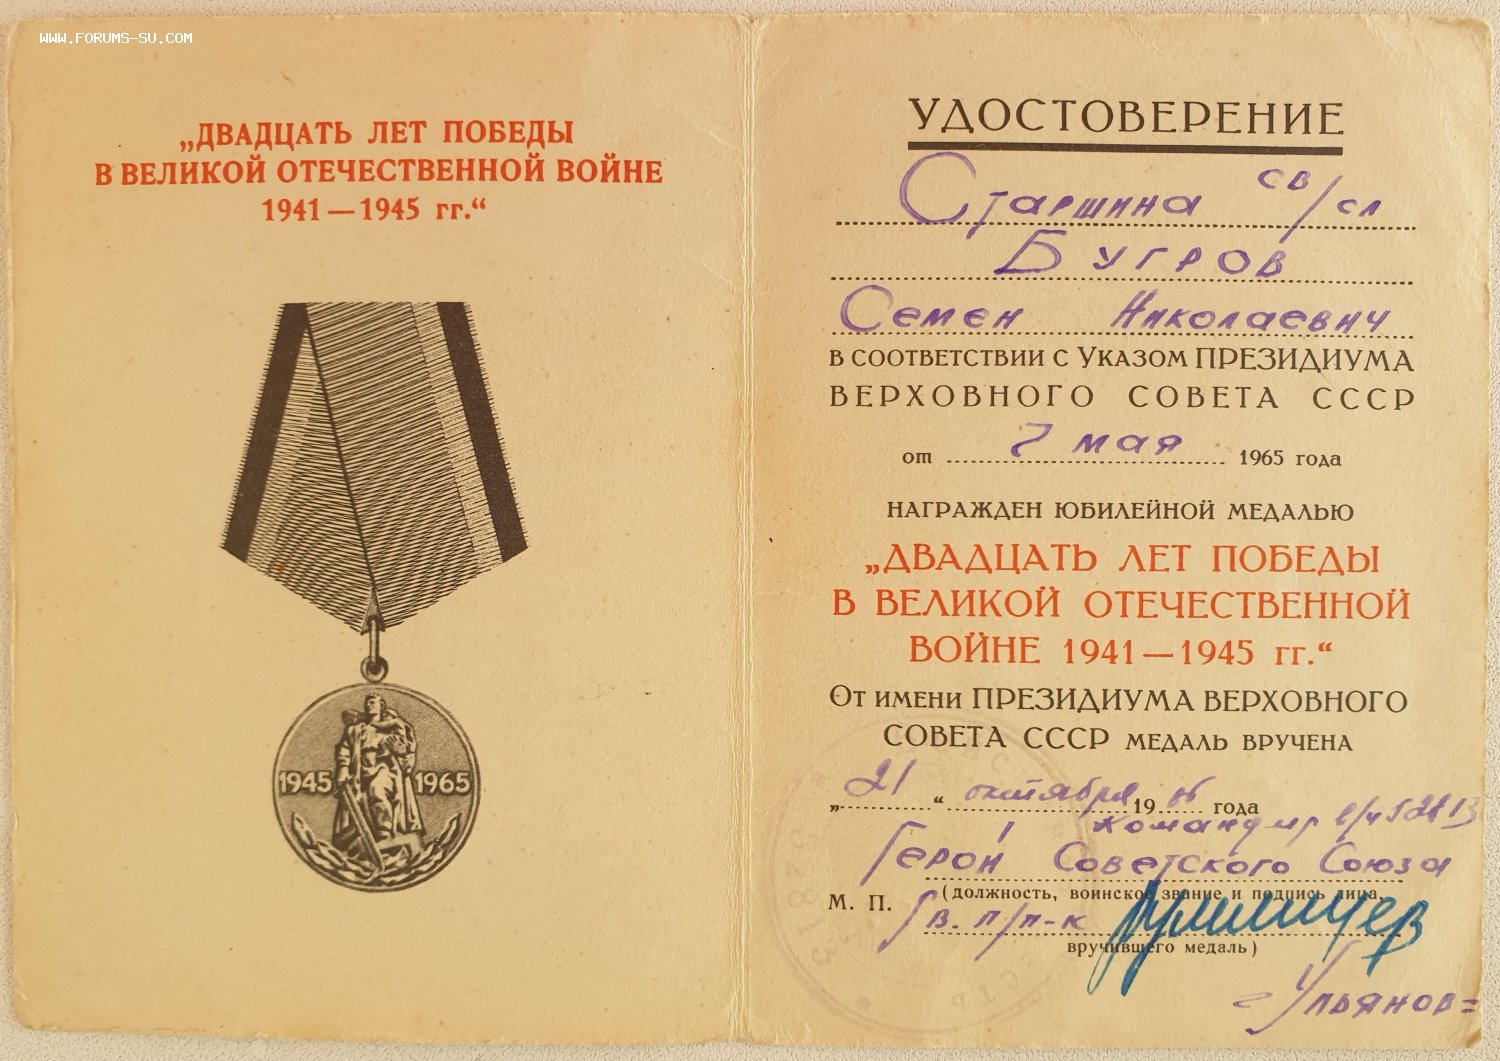 WWW.FORUMS-SU.COM
„ДВАДЦАТЬ ЛЕТ ПОБЕДЫ
В ВЕЛИКОЙ ОТЕЧЕСТВЕННОЙ ВОЙНЕ
1941—1945 гг.“
1945 1965
УДОСТОВЕРЕНИЕ
Старшина св/сл
Бугров
Семен Николаевич
В СООТВЕТСТВИИ С УКАЗОМ ПРЕЗИДИУМА
ВЕРХОВНОГО СОВЕТА СССР
от 7 мая 1965 года
НАГРАЖДЕН ЮБИЛЕЙНОЙ МЕДАЛЬЮ
„ДВАДЦАТЬ ЛЕТ ПОБЕДЫ
В ВЕЛИКОЙ ОТЕЧЕСТВЕННОЙ
ВОЙНЕ 1941—1945 гг.“
ОТ ИМЕНИ ПРЕЗИДИУМА ВЕРХОВНОГО
СОВЕТА СССР МЕДАЛЬ ВРУЧЕНА
„21“ октября 1966 года
командир в/ч 52813
Герой Советского Союза
(должность, воинское звание и подпись лица,
М. П. Гв. п/п-к
вручившего медаль)
=Ульянов=